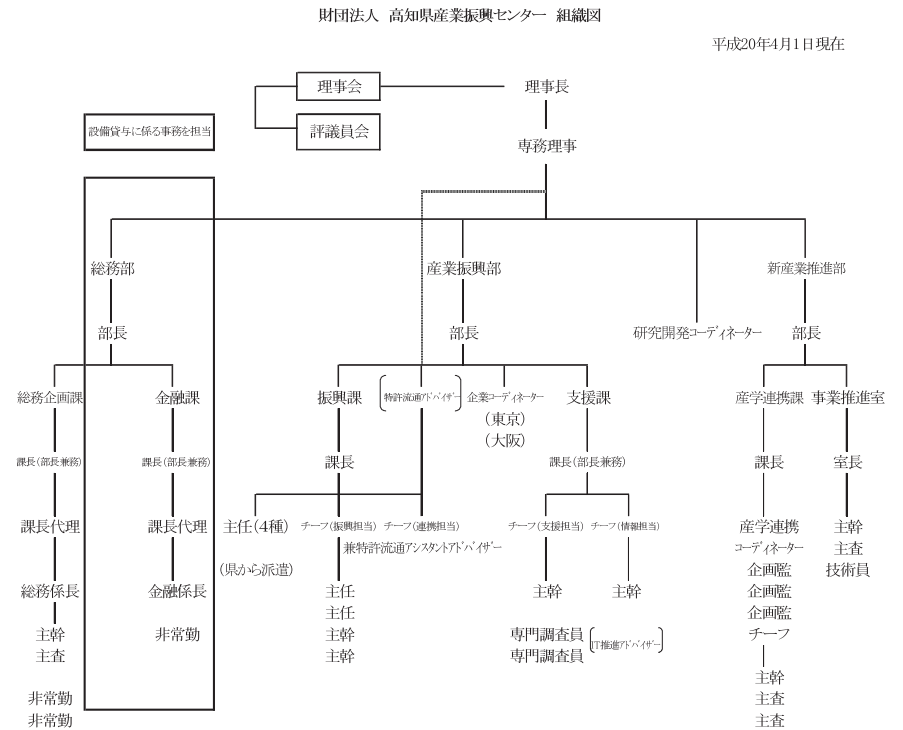 財団法人　高知県産業振興センター　組織図
平成20年4月1日現在
理事会　理事長
評議員会
設備貸与に係る事務を担当
専務理事
総務部　産業振興部　新産業推進部
部長　部長　研究開発コーディネーター　部長
総務企画課　金融課　振興課　特許流通アドバイザー　企業コーディネーター　支援課　産学連携課　事業推進室
（東京）
（大阪）
課長（部長兼務）　課長（部長兼務）　課長　課長（部長兼務）　課長　室長
課長代理　課長代理　主任（4種）　チーフ（振興担当）　チーフ（連携担当）　チーフ（支援担当）　チーフ（情報担当）　産学連携　主幹
兼特許流通アシスタントアドバイザー　コーディネーター　主査
（県から派遣）　企画監　技術員
総務係長　金融係長　主任　主幹　主幹　企画監
主任　企画監
主幹　非常勤　主幹　専門調査員　IT推進アドバイザー　チーフ
主査　主幹　専門調査員
主幹
非常勤　主査
非常勤　主査